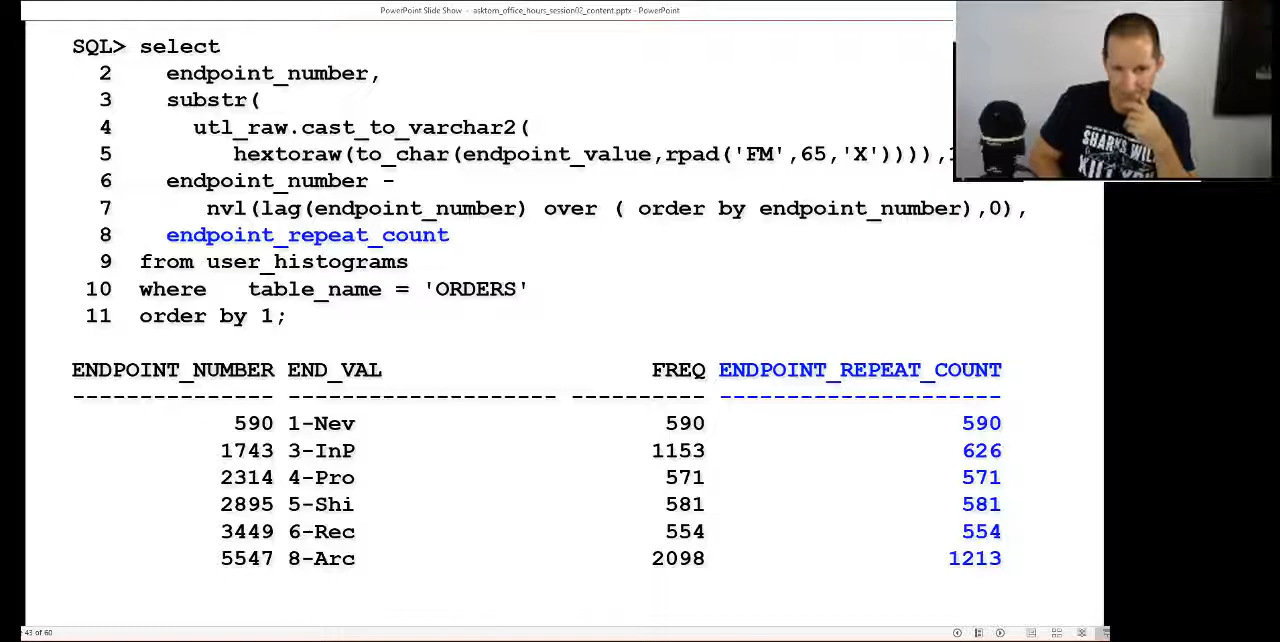 PowerPoint Slide Show - asktom_office_hours_session02_content.pptx - PowerPoint
SQL> select
2 endpoint_number,
3 substr(
4 utl_raw.cast_to_varchar2(
5 hextoraw(to_char(endpoint_value,rpad('FM',65,'X')))),
6 endpoint_number -
7 nvl(lag(endpoint_number) over ( order by endpoint_number),0),
8 endpoint_repeat_count
9 from user_histograms
10 where table_name = 'ORDERS'
11 order by 1;
ENDPOINT_NUMBER END_VAL FREQ ENDPOINT_REPEAT_COUNT
--------------- -------------------- ---------- ---------------------
590 1-Nev 590 590
1743 3-InP 1153 626
2314 4-Pro 571 571
2895 5-Shi 581 581
3449 6-Rec 554 554
5547 8-Arc 2098 1213
SHARKS WILL
KILL YOU
43 of 60